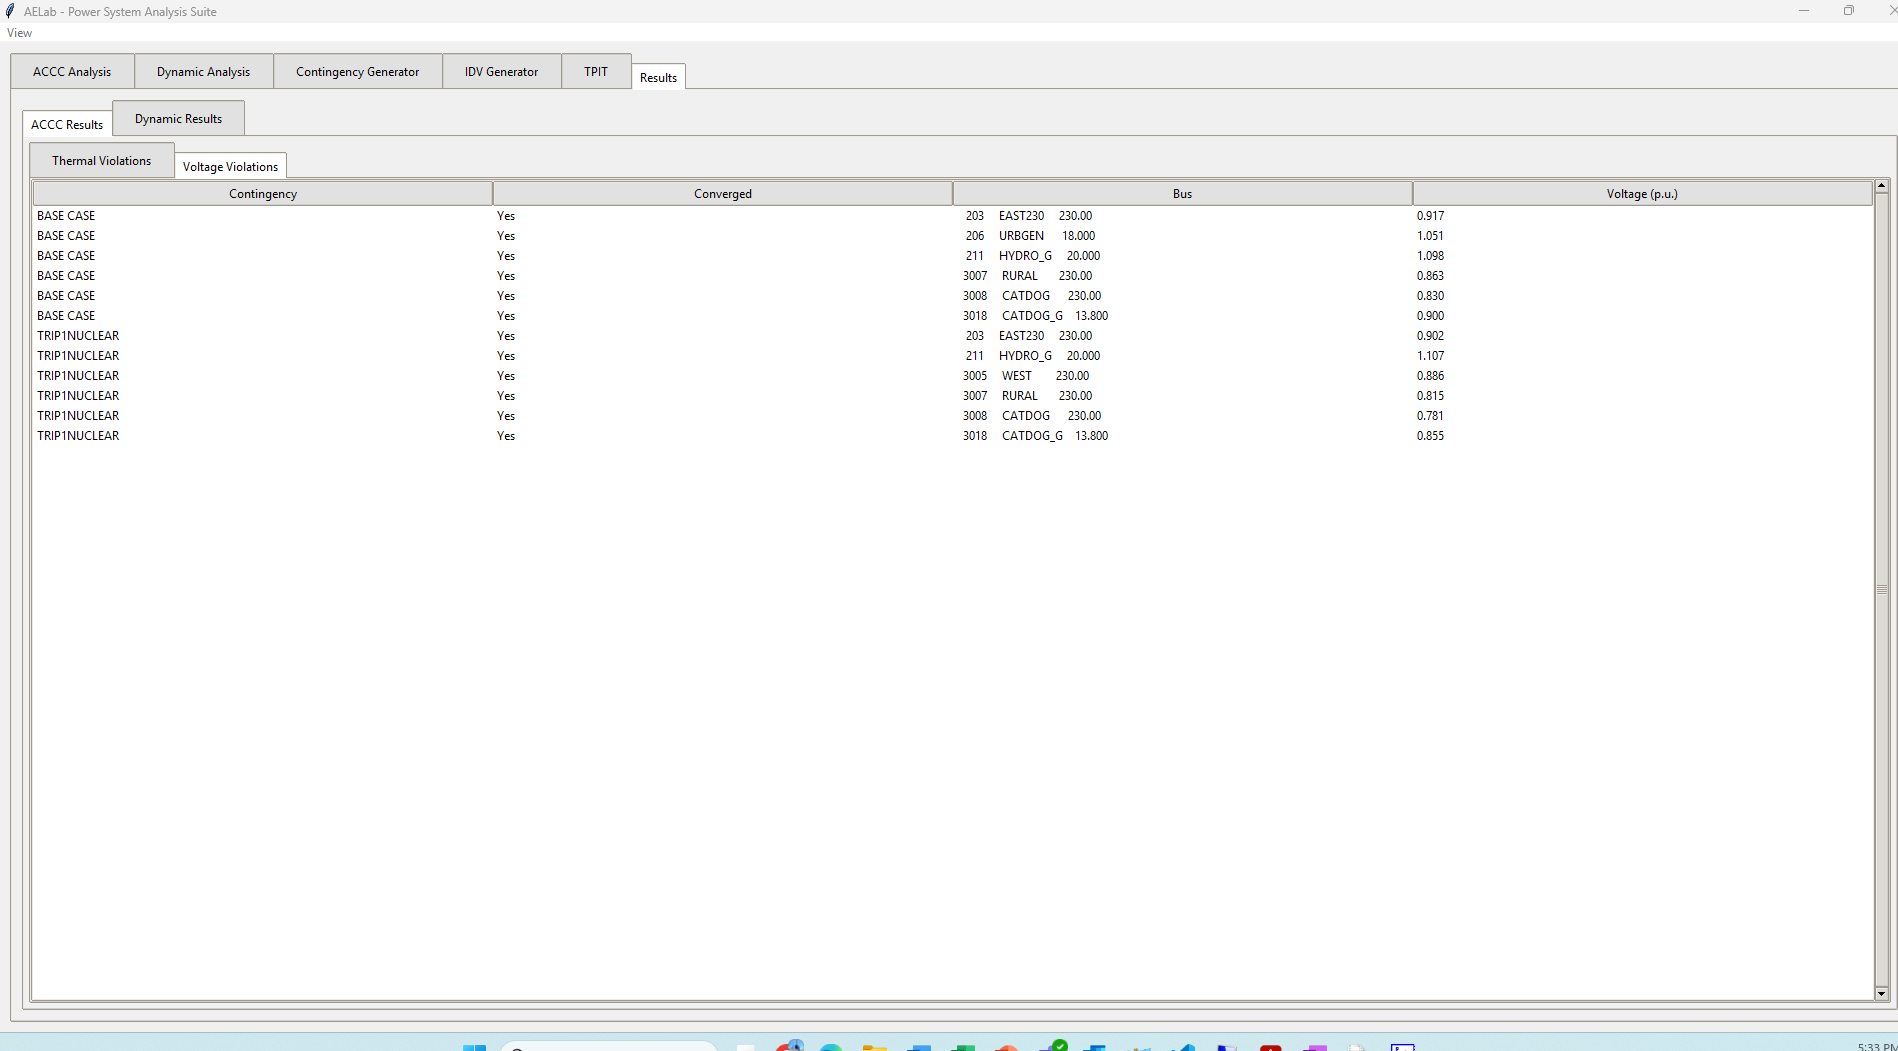 AELab - Power System Analysis Suite
View
ACCC Analysis Dynamic Analysis Contingency Generator IDV Generator TPIT Results
ACCC Results Dynamic Results
Thermal Violations Voltage Violations
Contingency Converged Bus Voltage (p.u.)
BASE CASE Yes 203 EAST230 230.00 0.917
BASE CASE Yes 206 URBGEN 18.000 1.051
BASE CASE Yes 211 HYDRO_G 20.000 1.098
BASE CASE Yes 3007 RURAL 230.00 0.863
BASE CASE Yes 3008 CATDOG 230.00 0.830
BASE CASE Yes 3018 CATDOG_G 13.800 0.900
TRIP1NUCLEAR Yes 203 EAST230 230.00 0.902
TRIP1NUCLEAR Yes 211 HYDRO_G 20.000 1.107
TRIP1NUCLEAR Yes 3005 WEST 230.00 0.886
TRIP1NUCLEAR Yes 3007 RURAL 230.00 0.815
TRIP1NUCLEAR Yes 3008 CATDOG 230.00 0.781
TRIP1NUCLEAR Yes 3018 CATDOG_G 13.800 0.855
5:33 PM